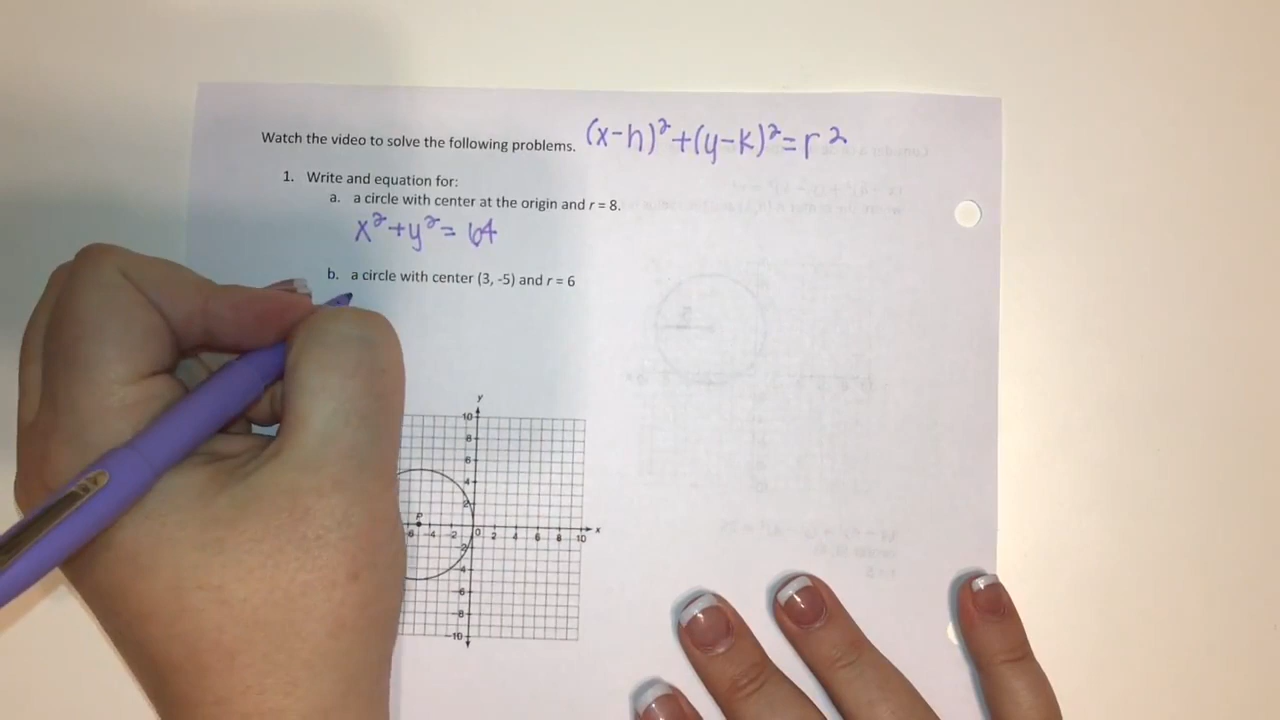 Watch the video to solve the following problems. (x-h)²+(y-k)²=r²
1. Write and equation for:
a. a circle with center at the origin and r = 8.
x²+y²= 64
b. a circle with center (3, -5) and r = 6
y
10
8
6
4
2
P
-6 -4 -2 0 2 4 6 8 10 x
-2
-4
-6
-8
-10